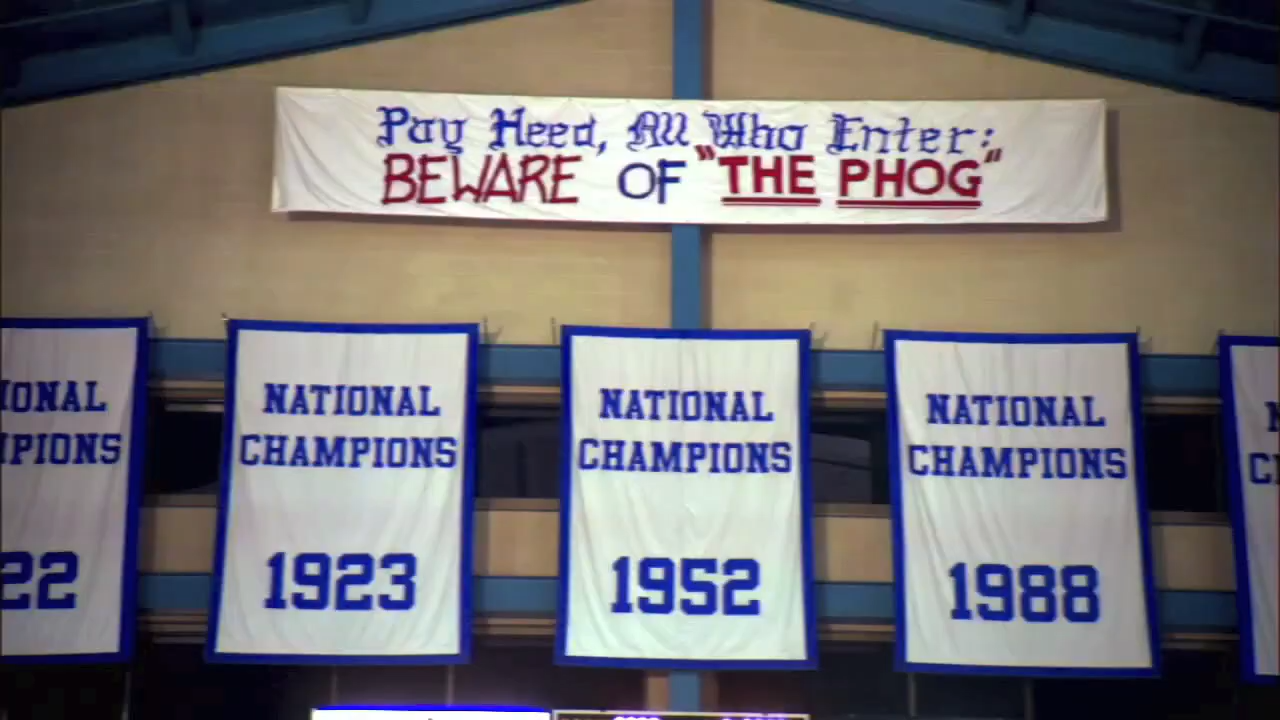 Pay Heed, All Who Enter:
BEWARE OF "THE PHOG"
IONAL
IPIONS
22
NATIONAL
CHAMPIONS
1923
NATIONAL
CHAMPIONS
1952
NATIONAL
CHAMPIONS
1988